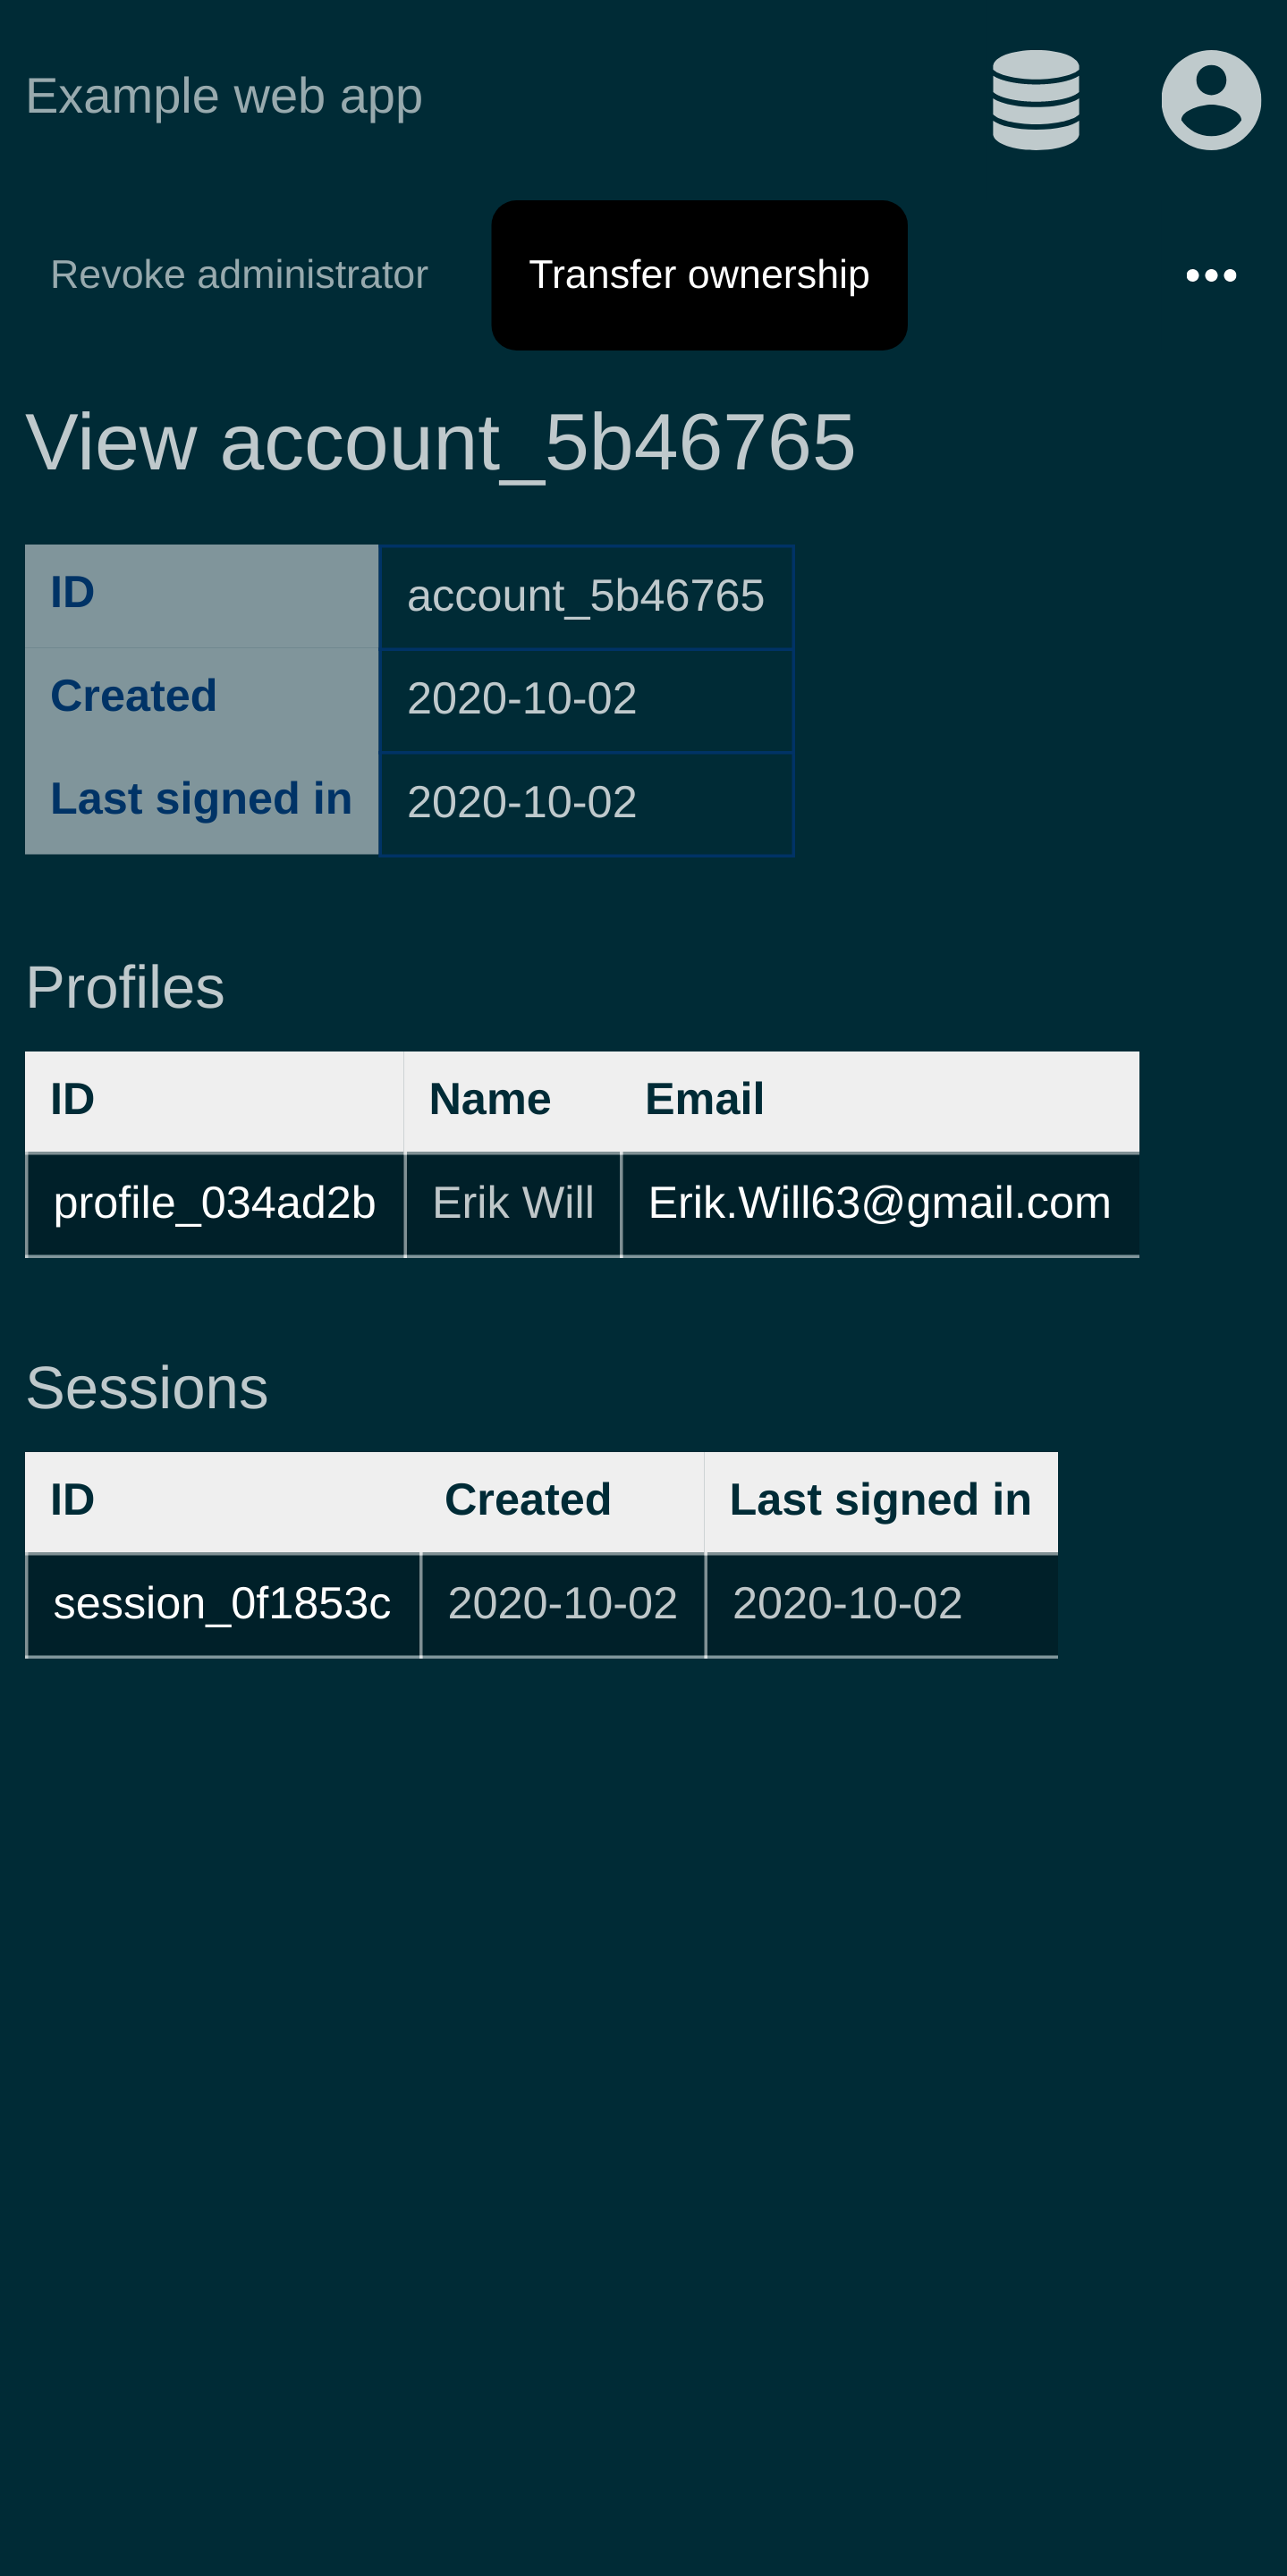 Example web app
Revoke administrator Transfer ownership
View account_5b46765
ID account_5b46765
Created 2020-10-02
Last signed in 2020-10-02
Profiles
ID Name Email
profile_034ad2b Erik Will Erik.Will63@gmail.com
Sessions
ID Created Last signed in
session_0f1853c 2020-10-02 2020-10-02